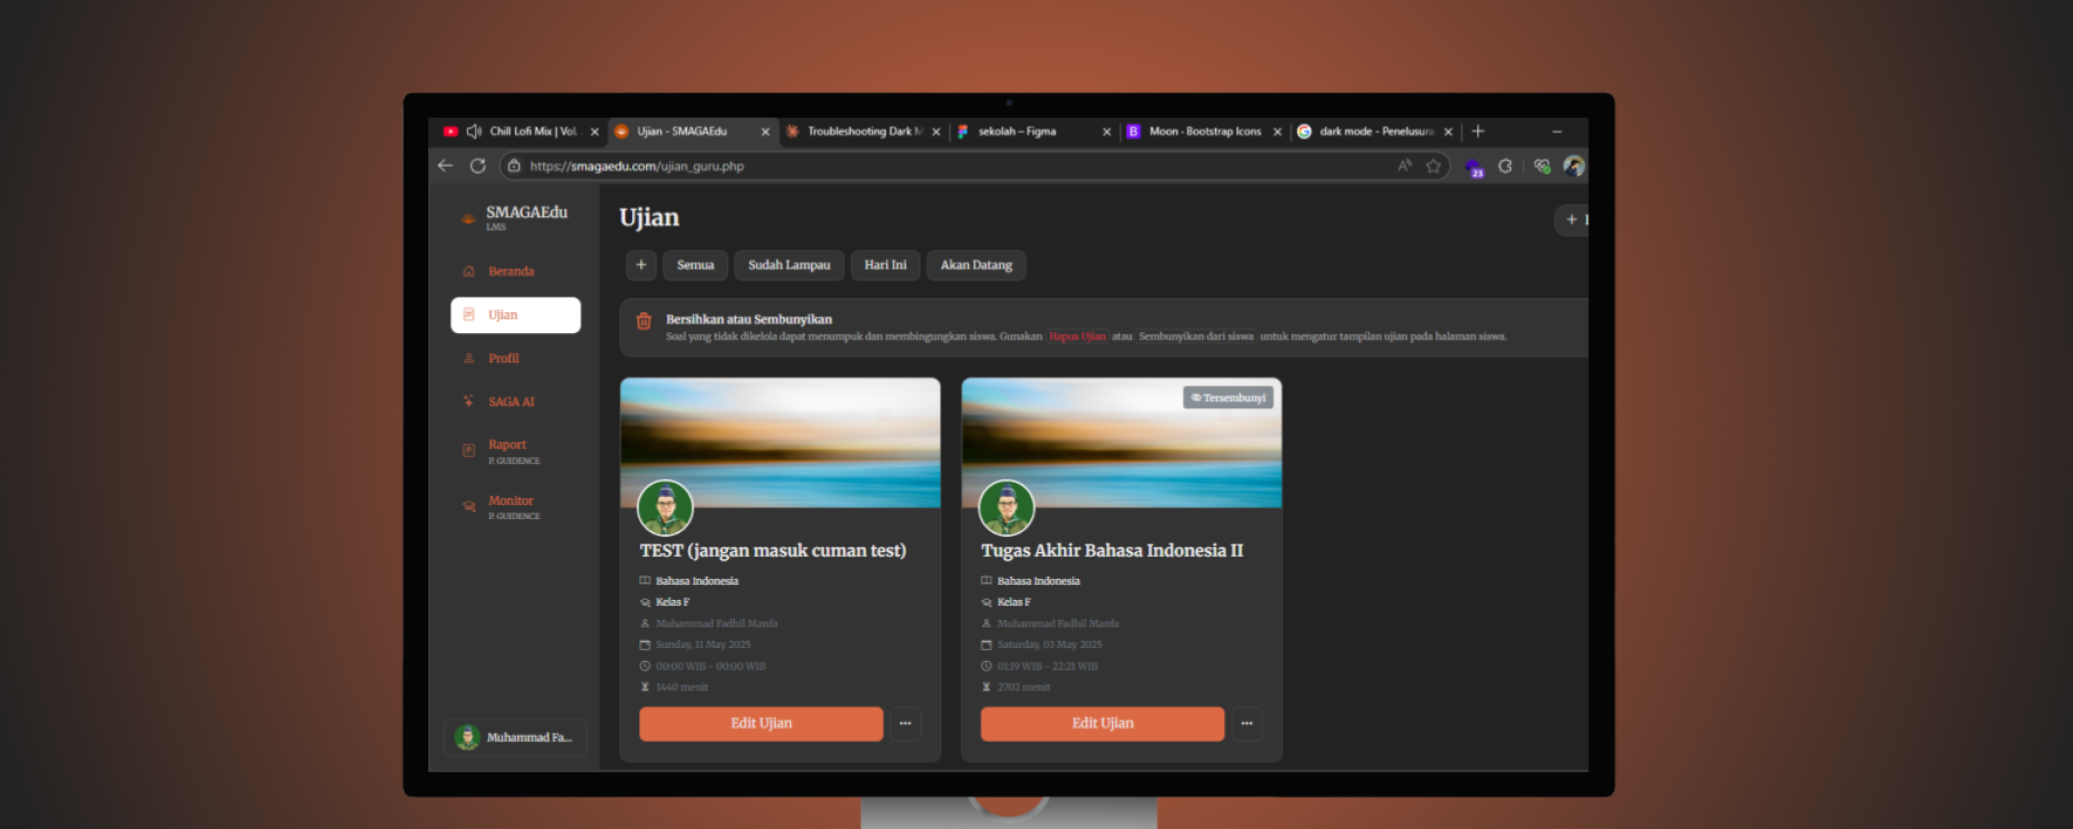 Chill Lofi Mix | Vol.
Ujian - SMAGAEdu
Troubleshooting Dark M
sekolah – Figma
B
Moon · Bootstrap Icons
dark mode - Penelusura
https://smagaedu.com/ujian_guru.php
23
SMAGAEdu
LMS
Beranda
Ujian
Profil
SAGA AI
Raport
P. GUIDENCE
Monitor
P. GUIDENCE
Muhammad Fa...
Ujian
+
+ Semua Sudah Lampau Hari Ini Akan Datang
Bersihkan atau Sembunyikan
Soal yang tidak dikelola dapat menumpuk dan membingungkan siswa. Gunakan Hapus Ujian atau Sembunyikan dari siswa untuk mengatur tampilan ujian pada halaman siswa.
TEST (jangan masuk cuman test)
Bahasa Indonesia
Kelas F
Muhammad Fadhil Manfa
Sunday, 11 May 2025
00:00 WIB - 00:00 WIB
1440 menit
Edit Ujian
Tersembunyi
Tugas Akhir Bahasa Indonesia II
Bahasa Indonesia
Kelas F
Muhammad Fadhil Manfa
Saturday, 03 May 2025
01:19 WIB - 22:21 WIB
2702 menit
Edit Ujian